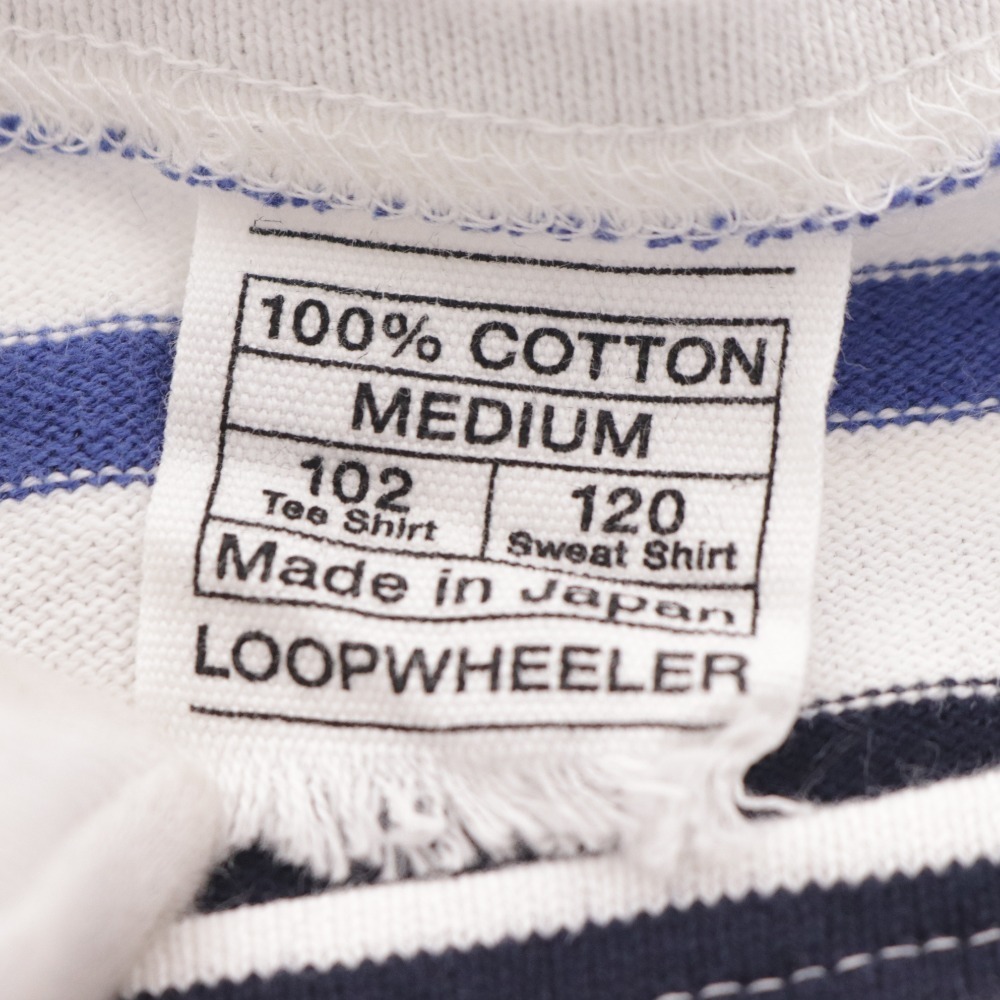 100% COTTON
MEDIUM
102
Tee Shirt
120
Sweat Shirt
Made in Japan
LOOPWHEELER